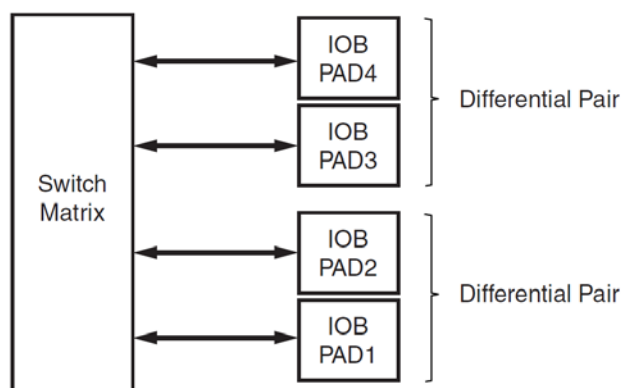 IOB
PAD4
Differential Pair
IOB
PAD3
Switch
Matrix
IOB
PAD2
Differential Pair
IOB
PAD1